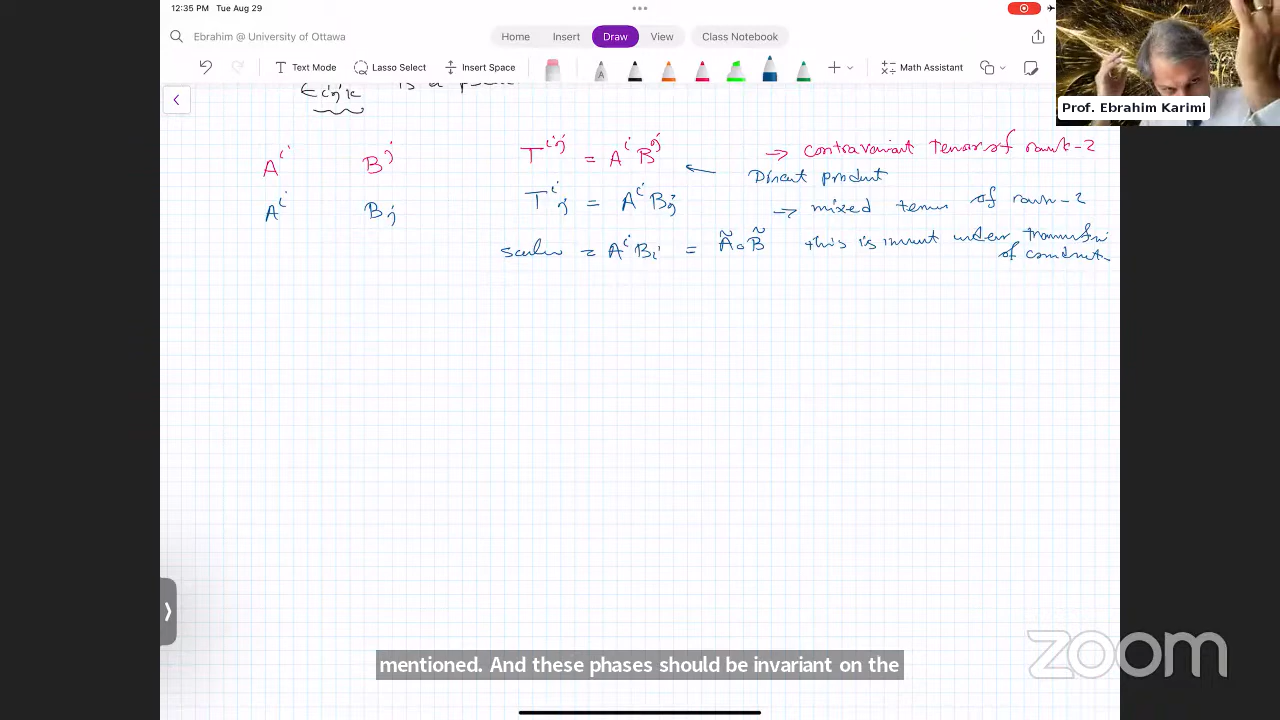 12:35 PM Tue Aug 29
Ebrahim @ University of Ottawa
Home Insert Draw View Class Notebook
Text Mode Lasso Select Insert Space Math Assistant
Prof. Ebrahim Karimi
ϵijk is a
A^i B^j T^ij = A^i B^j → contravariant tensor of rank-2
← Direct product
A^i B_j T^i_j = A^i B_j → mixed tensor of rank-2
scalar = A^i B_i = Ã∘B̃ this is under
of
mentioned. And these phases should be invariant on the
zoom